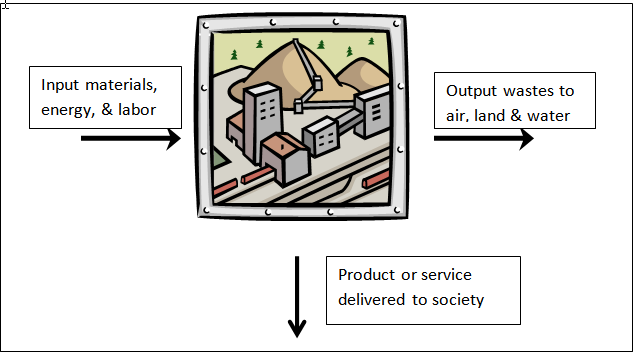 Input materials,
energy, & labor
Output wastes to
air, land & water
Product or service
delivered to society